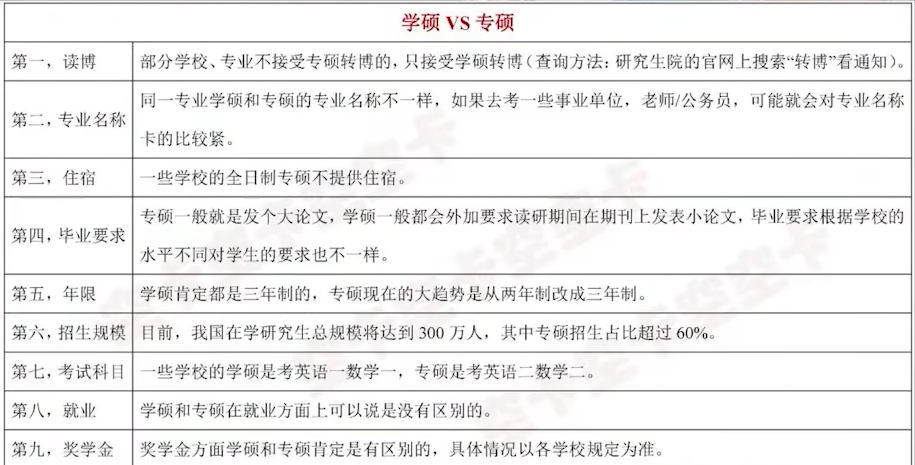 学硕 VS 专硕
第一，读博 部分学校、专业不接受专硕转博的，只接受学硕转博（查询方法：研究生院的官网上搜索“转博”看通知）。
第二，专业名称 同一专业学硕和专硕的专业名称不一样，如果去考一些事业单位，老师/公务员，可能就会对专业名称
卡的比较紧。
第三，住宿 一些学校的全日制专硕不提供住宿。
第四，毕业要求 专硕一般就是发个大论文，学硕一般都会外加要求读研期间在期刊上发表小论文，毕业要求根据学校的
水平不同对学生的要求也不一样。
第五，年限 学硕肯定都是三年制的，专硕现在的大趋势是从两年制改成三年制。
第六，招生规模 目前，我国在学研究生总规模将达到 300 万人，其中专硕招生占比超过 60%。
第七，考试科目 一些学校的学硕是考英语一数学一，专硕是考英语二数学二。
第八，就业 学硕和专硕在就业方面上可以说是没有区别的。
第九，奖学金 奖学金方面学硕和专硕肯定是有区别的，具体情况以各学校规定为准。